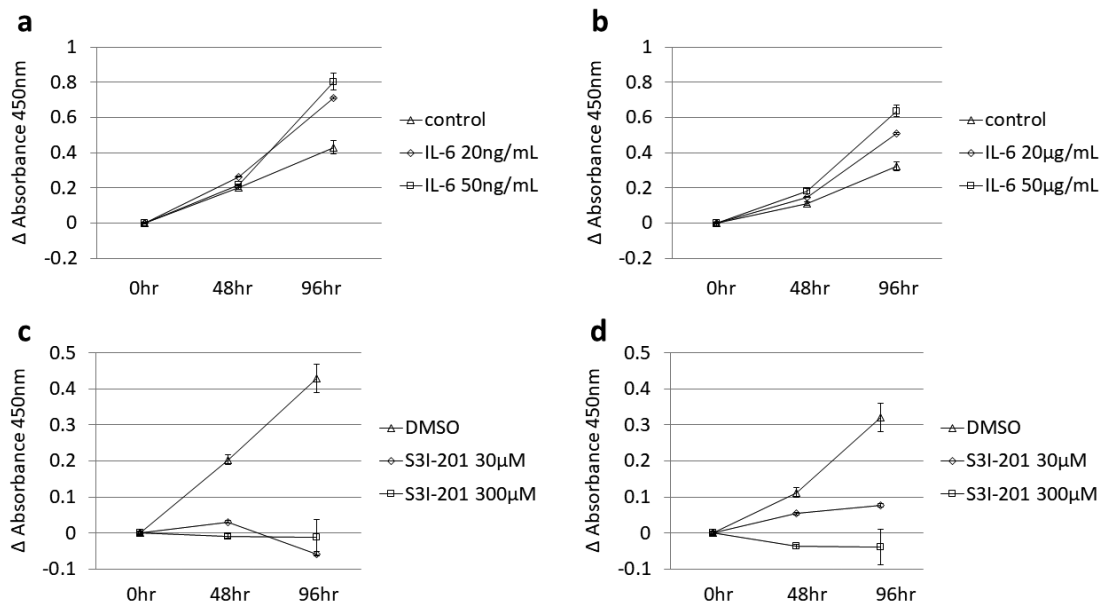 a
Δ Absorbance 450nm
1
0.8
0.6
0.4
0.2
0
-0.2
0hr 48hr 96hr
control
IL-6 20ng/mL
IL-6 50ng/mL
b
Δ Absorbance 450nm
1
0.8
0.6
0.4
0.2
0
-0.2
0hr 48hr 96hr
control
IL-6 20μg/mL
IL-6 50μg/mL
c
Δ Absorbance 450nm
0.5
0.4
0.3
0.2
0.1
0
-0.1
0hr 48hr 96hr
DMSO
S3I-201 30μM
S3I-201 300μM
d
Δ Absorbance 450nm
0.5
0.4
0.3
0.2
0.1
0
-0.1
0hr 48hr 96hr
DMSO
S3I-201 30μM
S3I-201 300μM